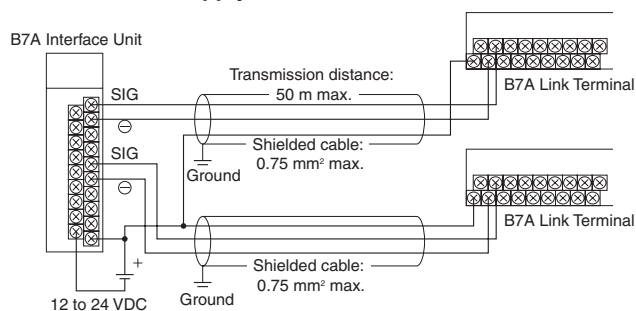 B7A Interface Unit
SIG
⊖
SIG
⊖
Transmission distance:
50 m max.
Shielded cable:
0.75 mm² max.
Ground
B7A Link Terminal
B7A Link Terminal
Shielded cable:
0.75 mm² max.
Ground
+
12 to 24 VDC